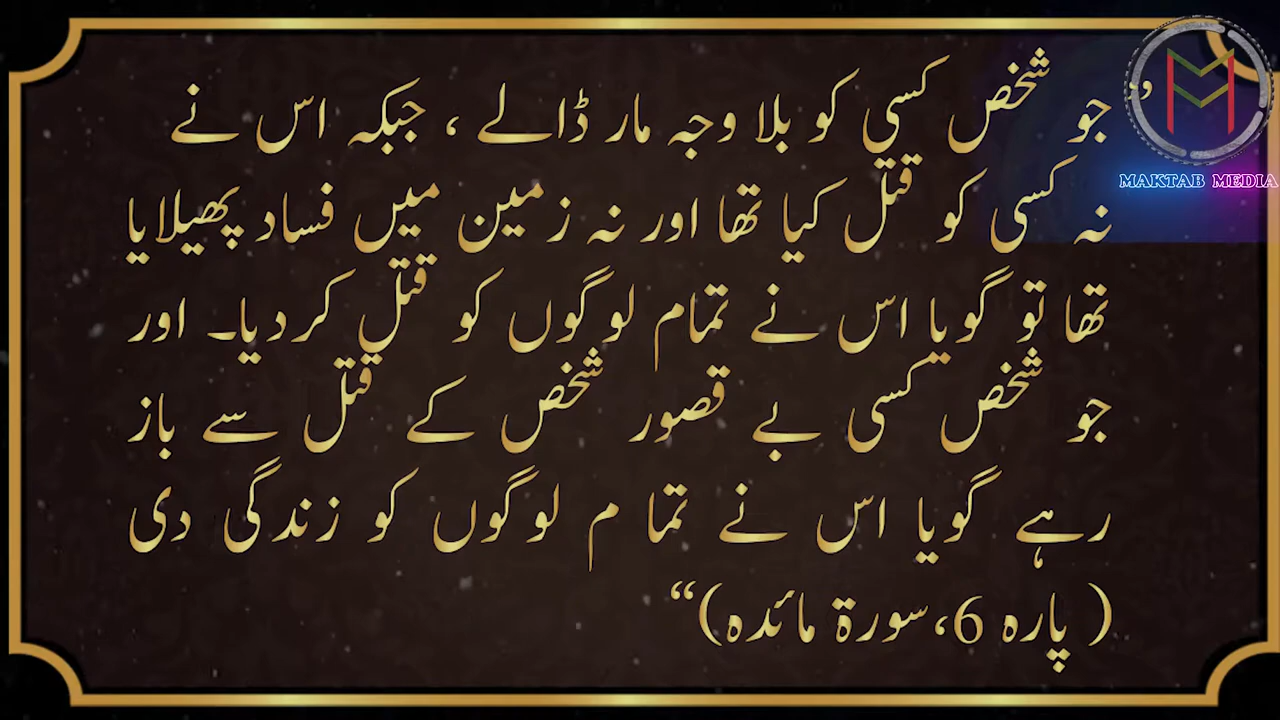 ”جو شخص کسی کو بلا وجہ مار ڈالے ، جبکہ اس نے
نہ کسی کو قتل کیا تھا اور نہ زمین میں فساد پھیلایا
تھا تو گویا اس نے تمام لوگوں کو قتل کردیا۔ اور
جو شخص کسی بے قصور شخص کے قتل سے باز
رہے گویا اس نے تما م لوگوں کو زندگی دی
( پارہ 6،سورۃ مائدہ)“
MAKTAB MEDIA